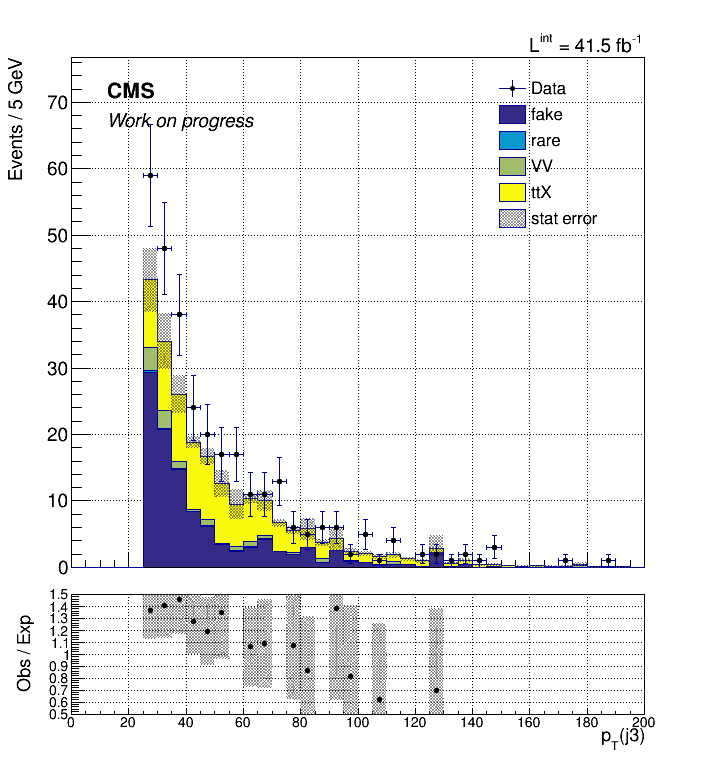 L^int = 41.5 fb^-1
Events / 5 GeV
CMS
Work on progress
Data
fake
rare
VV
ttX
stat error
70
60
50
40
30
20
10
0
Obs / Exp
1.5
1.4
1.3
1.2
1.1
1
0.9
0.8
0.7
0.6
0.5
0 20 40 60 80 100 120 140 160 180 200
p_T(j3)